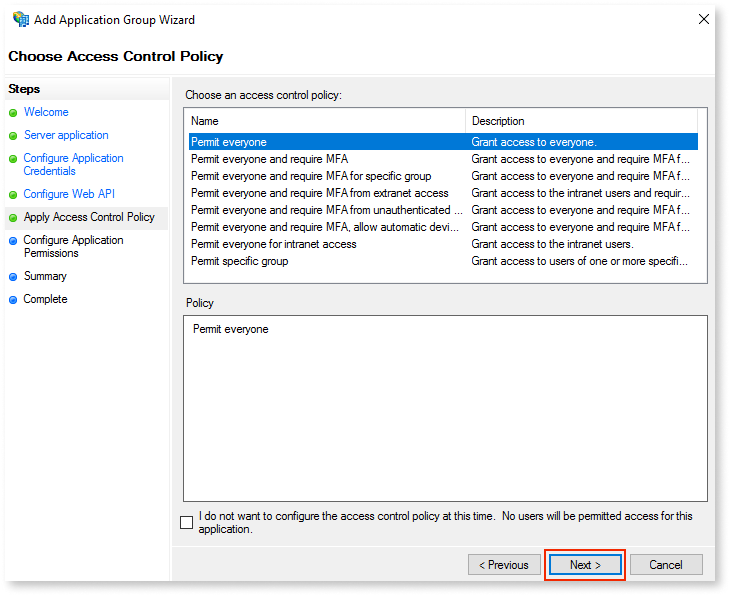 Add Application Group Wizard
Choose Access Control Policy
Steps
Welcome
Server application
Configure Application
Credentials
Configure Web API
Apply Access Control Policy
Configure Application
Permissions
Summary
Complete
Choose an access control policy:
Name Description
Permit everyone Grant access to everyone.
Permit everyone and require MFA Grant access to everyone and require MFA f...
Permit everyone and require MFA for specific group Grant access to everyone and require MFA f...
Permit everyone and require MFA from extranet access Grant access to the intranet users and requir...
Permit everyone and require MFA from unauthenticated ... Grant access to everyone and require MFA f...
Permit everyone and require MFA, allow automatic devi... Grant access to everyone and require MFA f...
Permit everyone for intranet access Grant access to the intranet users.
Permit specific group Grant access to users of one or more specifi...
Policy
Permit everyone
I do not want to configure the access control policy at this time. No users will be permitted access for this
application.
< Previous Next > Cancel